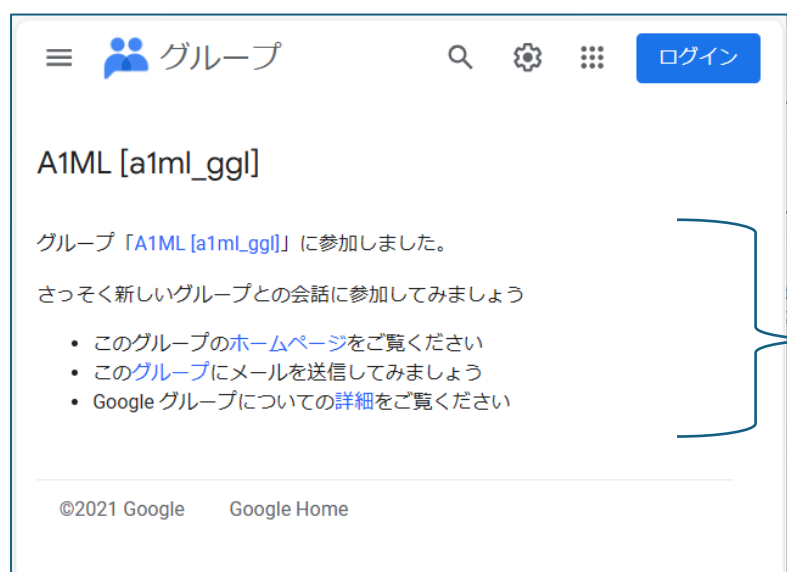 グループ
ログイン
A1ML [a1ml_ggl]
グループ「A1ML [a1ml_ggl]」に参加しました。
さっそく新しいグループとの会話に参加してみましょう
• このグループのホームページをご覧ください
• このグループにメールを送信してみましょう
• Google グループについての詳細をご覧ください
©2021 Google Google Home